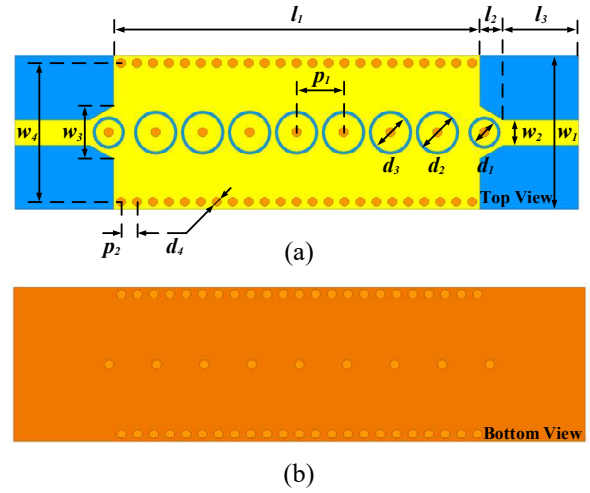 l1 l2 l3
p1
w4 w3 w2 w1
d3 d2 d1
Top View
p2 d4
(a)
Bottom View
(b)